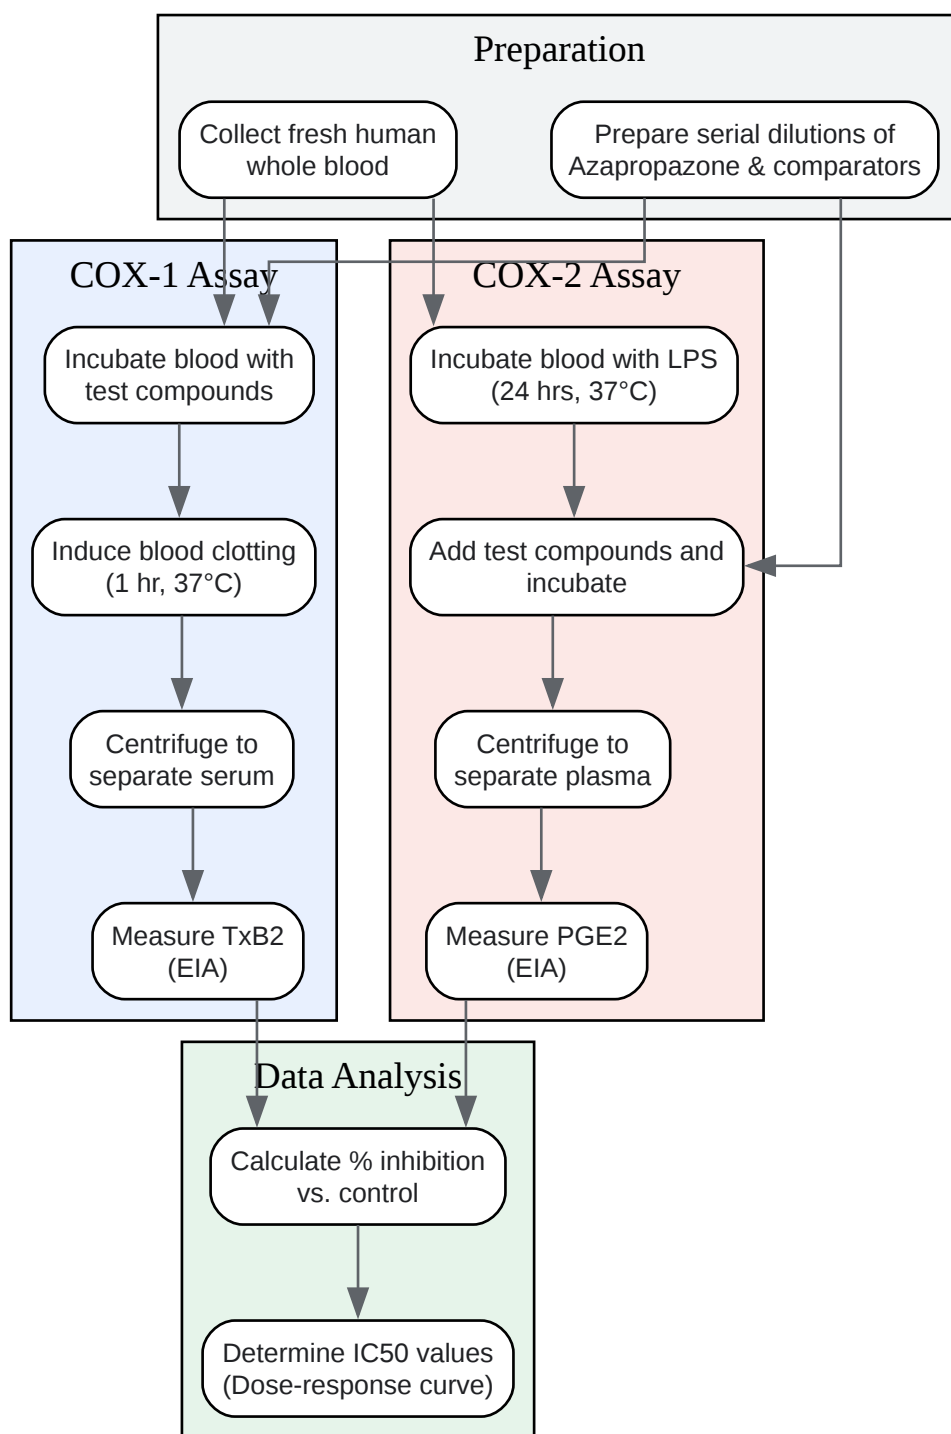 Preparation
Collect fresh human
whole blood
Prepare serial dilutions of
Azapropazone & comparators
COX-1 Assay
Incubate blood with
test compounds
Induce blood clotting
(1 hr, 37°C)
Centrifuge to
separate serum
Measure TxB2
(EIA)
COX-2 Assay
Incubate blood with LPS
(24 hrs, 37°C)
Add test compounds and
incubate
Centrifuge to
separate plasma
Measure PGE2
(EIA)
Data Analysis
Calculate % inhibition
vs. control
Determine IC50 values
(Dose-response curve)